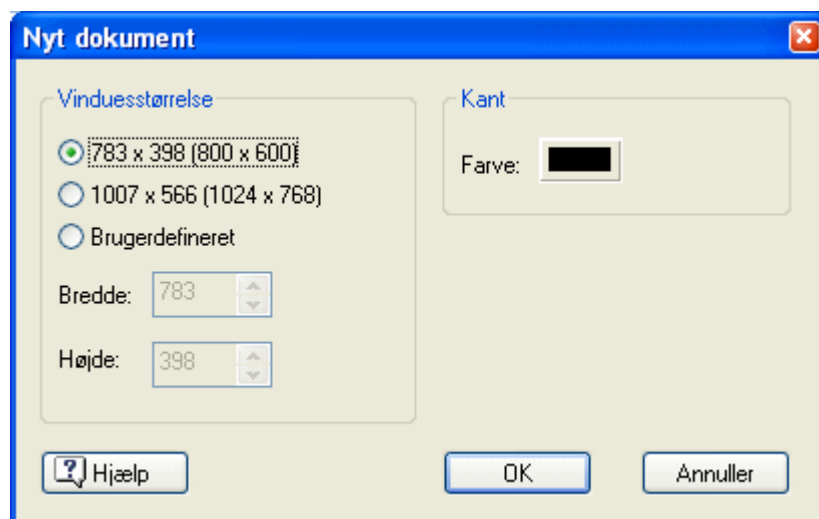 Nyt dokument
Vinduesstørrelse
783 x 398 (800 x 600)
1007 x 566 (1024 x 768)
Brugerdefineret
Bredde: 783
Højde: 398
Kant
Farve:
Hjælp
OK
Annuller